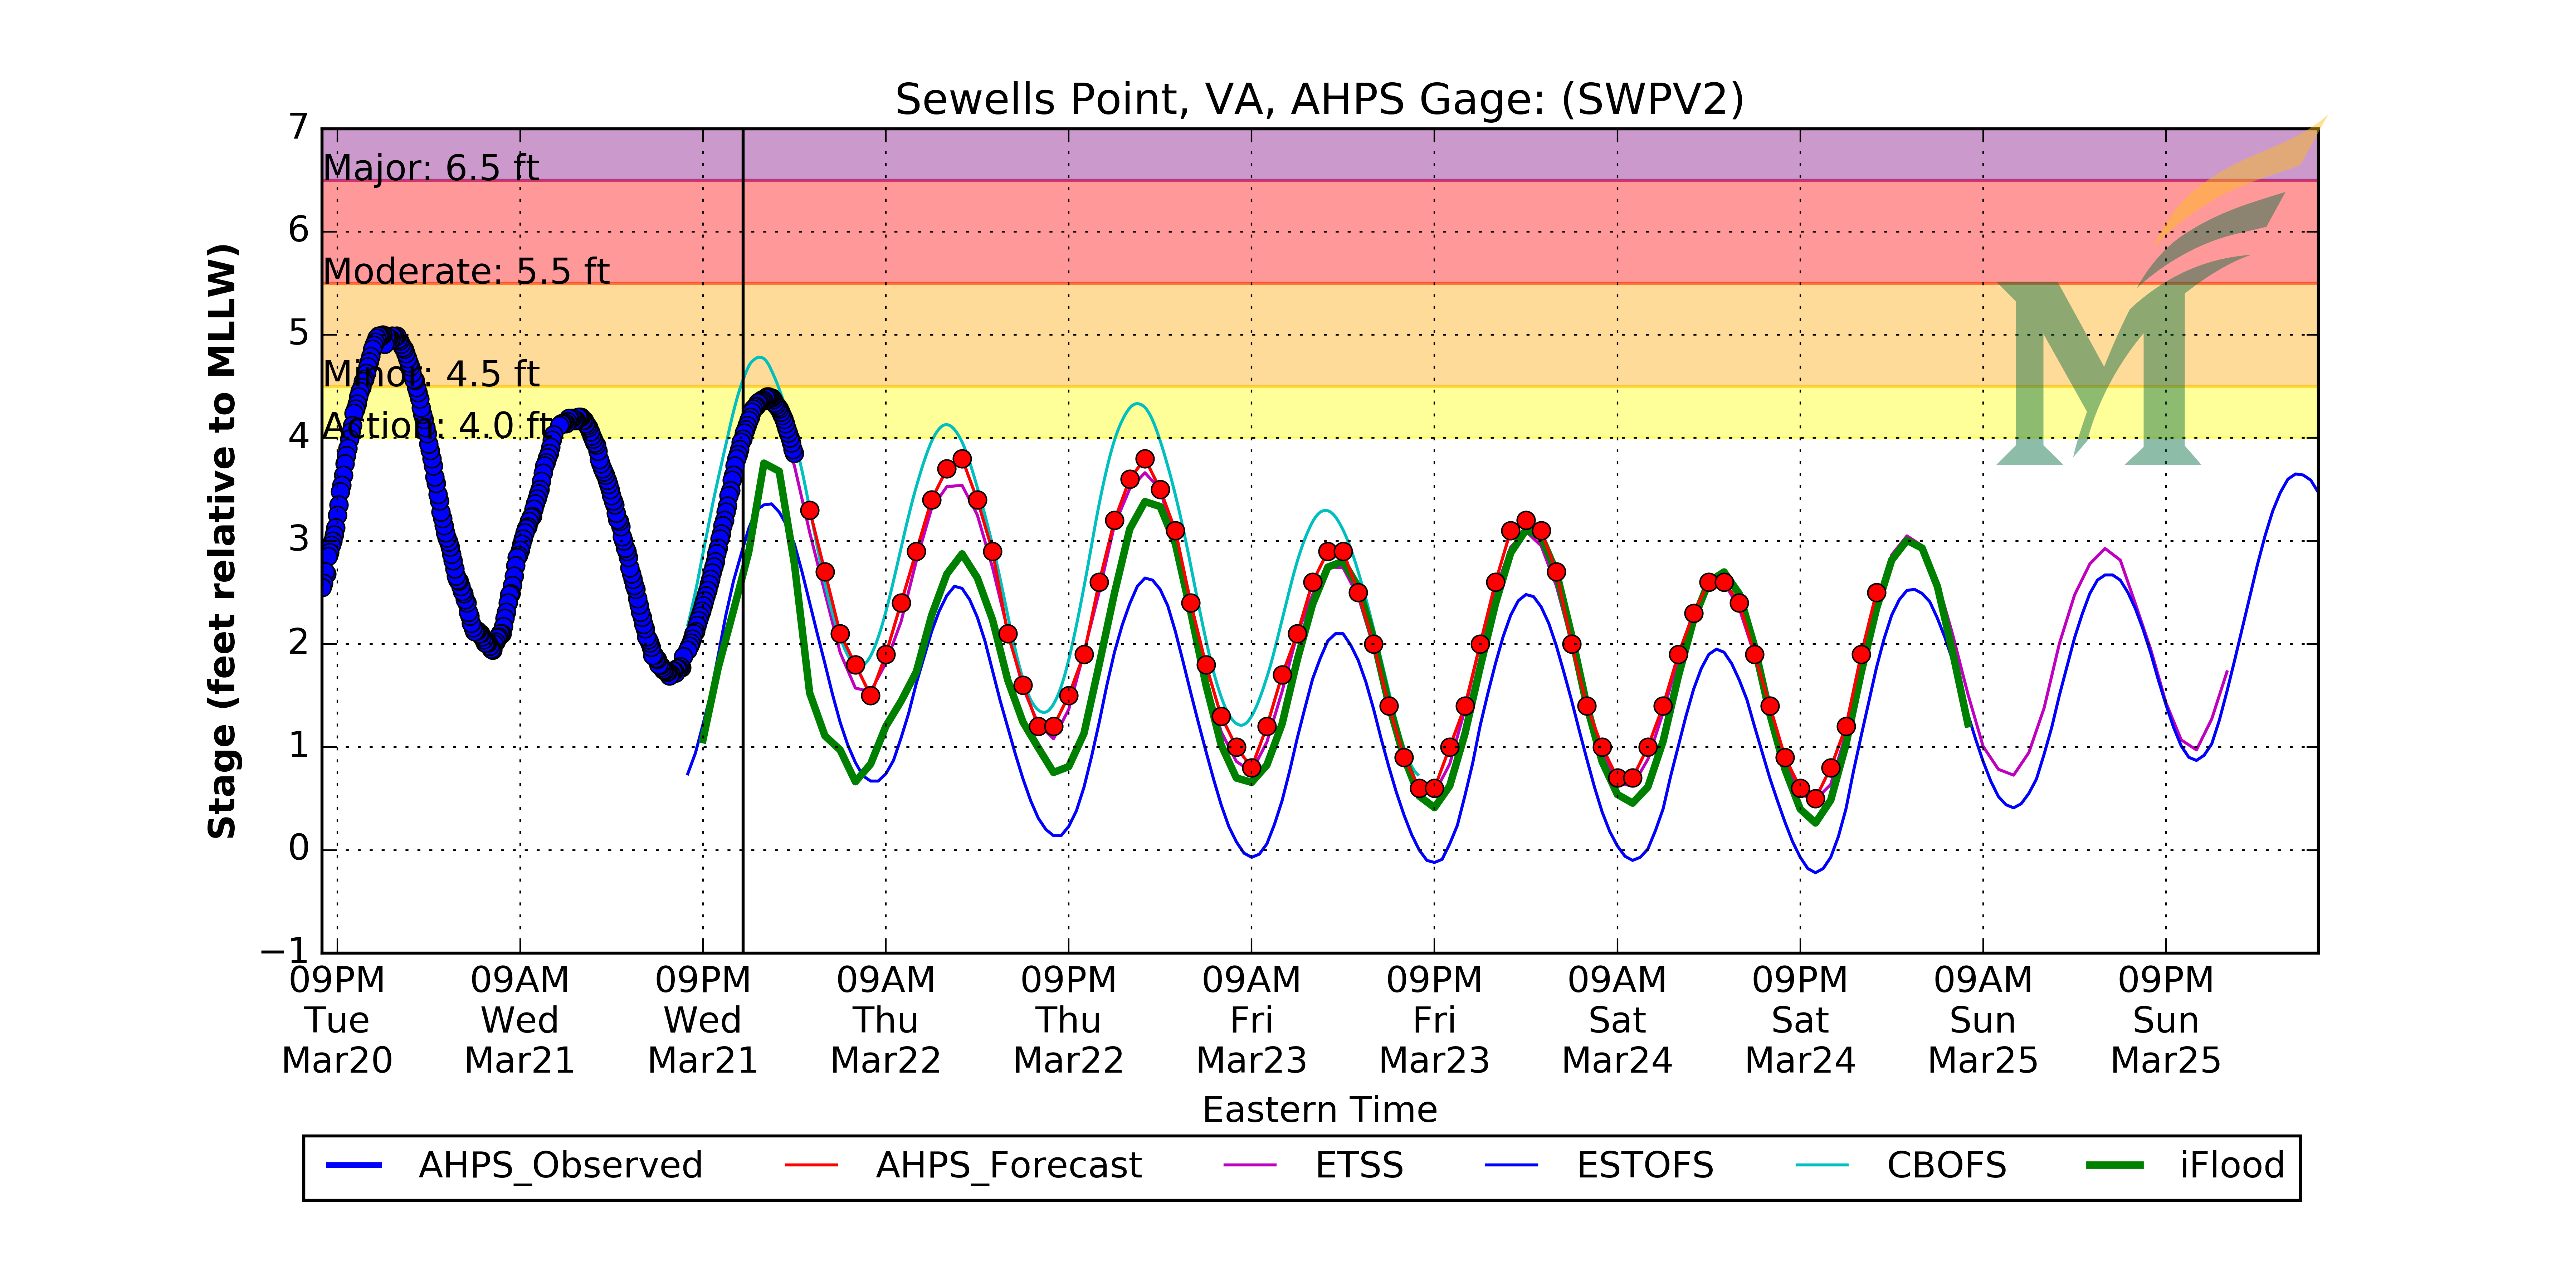 Sewells Point, VA, AHPS Gage: (SWPV2)
7
Major: 6.5 ft
6
Moderate: 5.5 ft
5
Minor: 4.5 ft
Action: 4.0 ft
4
3
2
1
0
−1
Stage (feet relative to MLLW)
09PM 09AM 09PM 09AM 09PM 09AM 09PM 09AM 09PM 09AM 09PM
Tue Wed Wed Thu Thu Fri Fri Sat Sat Sun Sun
Mar20 Mar21 Mar21 Mar22 Mar22 Mar23 Mar23 Mar24 Mar24 Mar25 Mar25
Eastern Time
AHPS_Observed AHPS_Forecast ETSS ESTOFS CBOFS iFlood